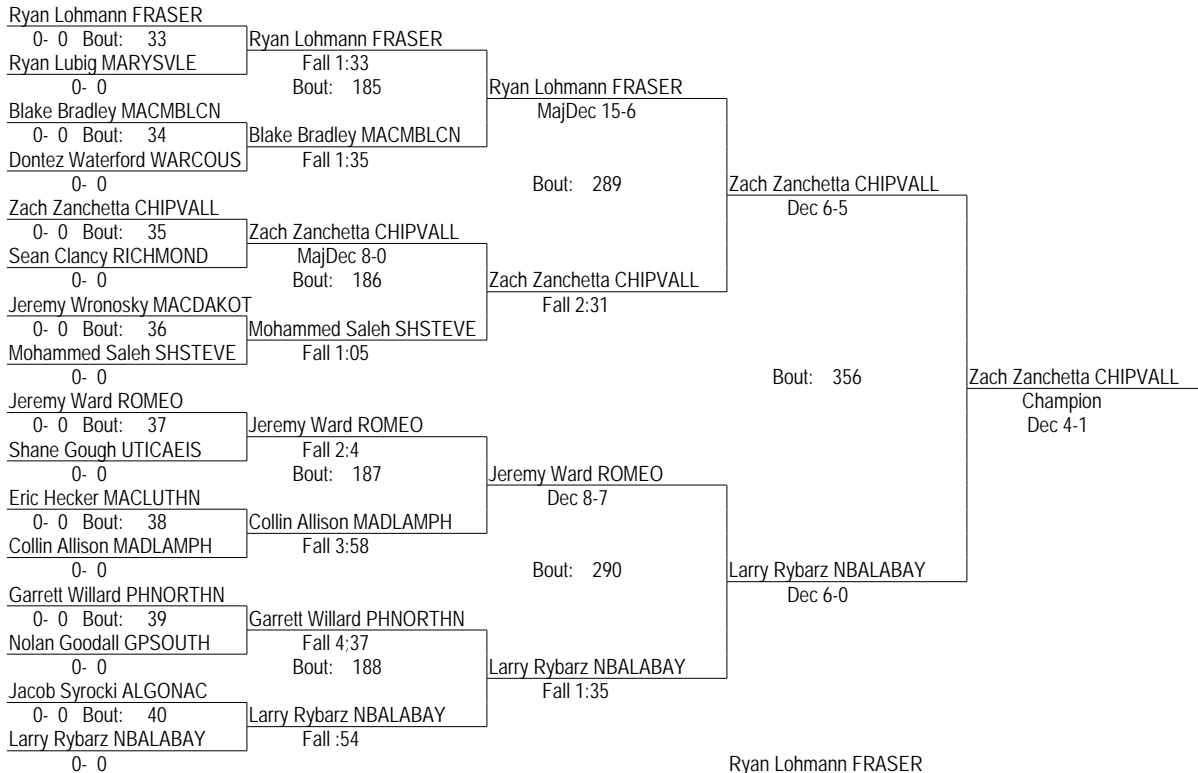 Ryan Lohmann FRASER
0- 0 Bout: 33
Ryan Lohmann FRASER
Ryan Lubig MARYSVLE
Fall 1:33
0- 0
Bout: 185
Ryan Lohmann FRASER
Blake Bradley MACMBLCN
MajDec 15-6
0- 0 Bout: 34
Blake Bradley MACMBLCN
Dontez Waterford WARCOUS
Fall 1:35
0- 0
Bout: 289
Zach Zanchetta CHIPVALL
Zach Zanchetta CHIPVALL
Dec 6-5
0- 0 Bout: 35
Zach Zanchetta CHIPVALL
Sean Clancy RICHMOND
MajDec 8-0
0- 0
Bout: 186
Zach Zanchetta CHIPVALL
Jeremy Wronosky MACDAKOT
Fall 2:31
0- 0 Bout: 36
Mohammed Saleh SHSTEVE
Mohammed Saleh SHSTEVE
Fall 1:05
0- 0
Bout: 356
Zach Zanchetta CHIPVALL
Jeremy Ward ROMEO
Champion
0- 0 Bout: 37
Jeremy Ward ROMEO
Dec 4-1
Shane Gough UTICAEIS
Fall 2:4
0- 0
Bout: 187
Jeremy Ward ROMEO
Eric Hecker MACLUTHN
Dec 8-7
0- 0 Bout: 38
Collin Allison MADLAMPH
Collin Allison MADLAMPH
Fall 3:58
0- 0
Bout: 290
Larry Rybarz NBALABAY
Garrett Willard PHNORTHN
Dec 6-0
0- 0 Bout: 39
Garrett Willard PHNORTHN
Nolan Goodall GPSOUTH
Fall 4;37
0- 0
Bout: 188
Larry Rybarz NBALABAY
Jacob Syrocki ALGONAC
Fall 1:35
0- 0 Bout: 40
Larry Rybarz NBALABAY
Larry Rybarz NBALABAY
Fall :54
0- 0
Ryan Lohmann FRASER